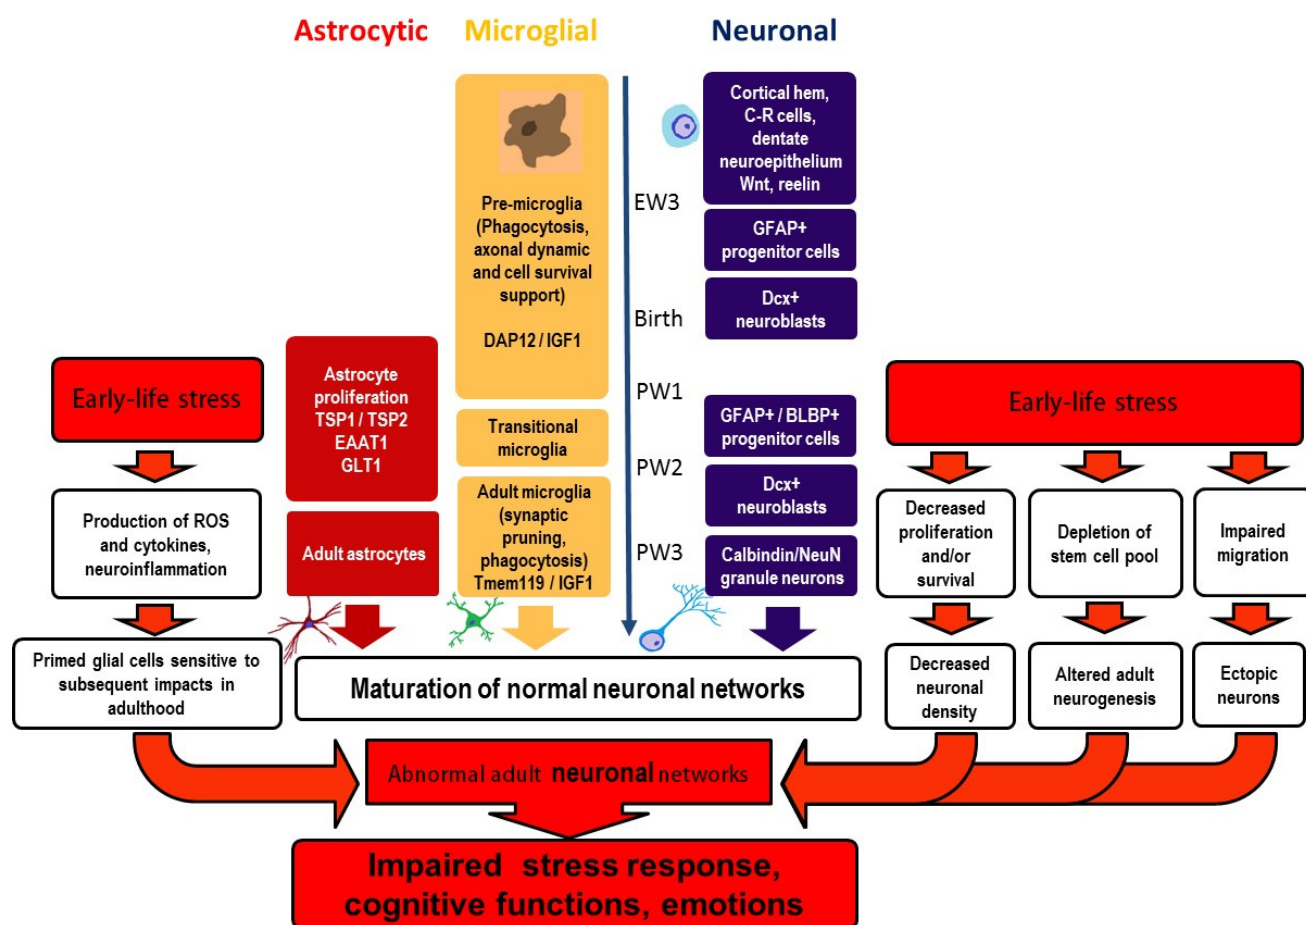 Astrocytic
Microglial
Neuronal
Cortical hem,
C-R cells,
dentate
neuroepithelium
Wnt, reelin
EW3
Pre-microglia
(Phagocytosis,
axonal dynamic
and cell survival
support)
DAP12 / IGF1
GFAP+
progenitor cells
Birth
Dcx+
neuroblasts
Early-life stress
Astrocyte
proliferation
TSP1 / TSP2
EAAT1
GLT1
PW1
GFAP+ / BLBP+
progenitor cells
Early-life stress
Transitional
microglia
PW2
Dcx+
neuroblasts
Production of ROS
and cytokines,
neuroinflammation
Adult astrocytes
Adult microglia
(synaptic
pruning,
phagocytosis)
Tmem119 / IGF1
PW3
Calbindin/NeuN
granule neurons
Decreased
proliferation
and/or
survival
Depletion of
stem cell pool
Impaired
migration
Primed glial cells sensitive to
subsequent impacts in
adulthood
Maturation of normal neuronal networks
Decreased
neuronal
density
Altered adult
neurogenesis
Ectopic
neurons
Abnormal adult neuronal networks
Impaired stress response,
cognitive functions, emotions